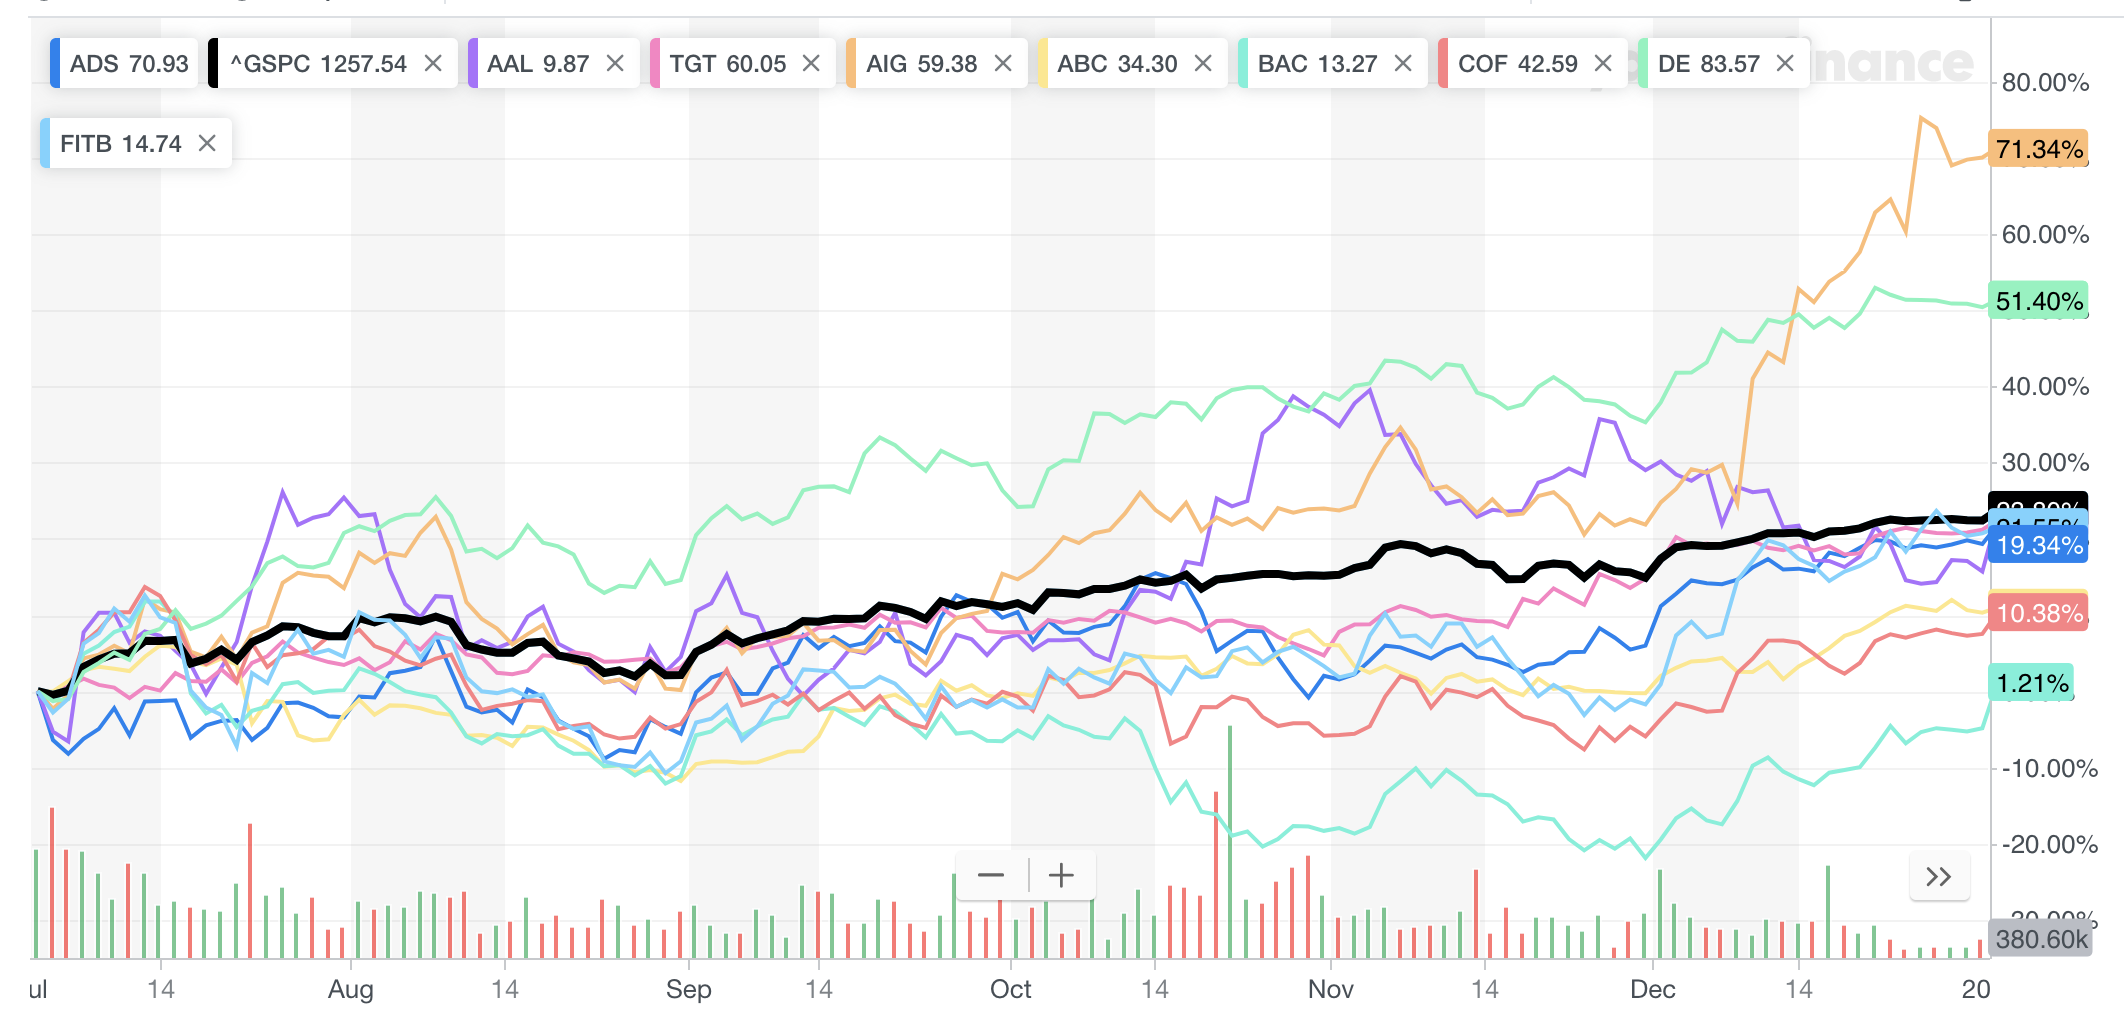 ADS 70.93
^GSPC 1257.54
AAL 9.87
TGT 60.05
AIG 59.38
ABC 34.30
BAC 13.27
COF 42.59
DE 83.57
nance
FITB 14.74
80.00%
71.34%
60.00%
51.40%
40.00%
30.00%
19.34%
10.38%
1.21%
-10.00%
-20.00%
380.60k
ul
14
Aug
14
Sep
14
Oct
14
Nov
14
Dec
14
20